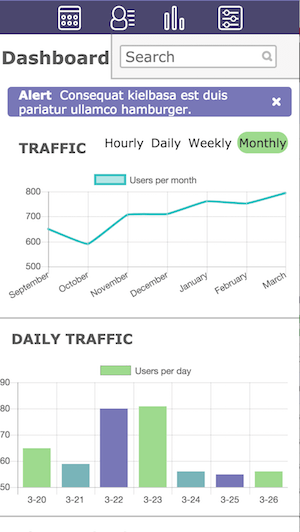 Dashboard
Search
Alert Consequat kielbasa est duis
pariatur ullamco hamburger.
×
TRAFFIC
Hourly Daily Weekly Monthly
Users per month
800
700
600
500
September October November December January February March
DAILY TRAFFIC
Users per day
90
80
70
60
50
3-20 3-21 3-22 3-23 3-24 3-25 3-26